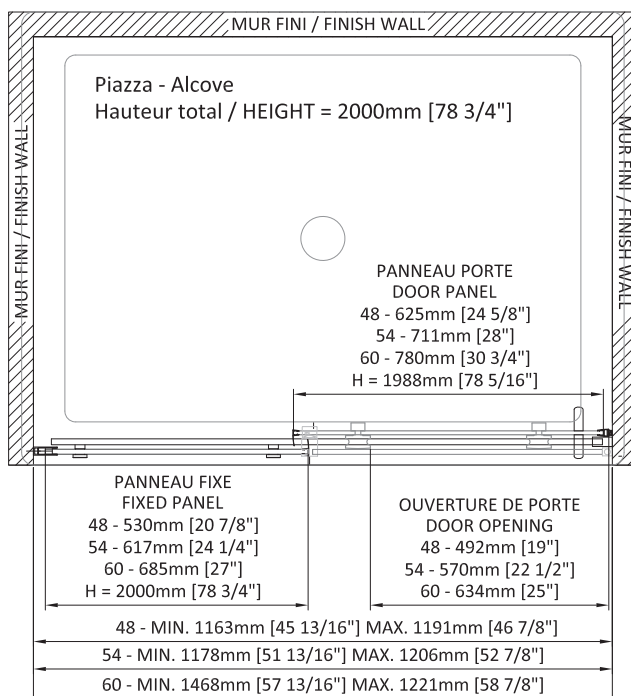 MUR FINI / FINISH WALL
Piazza - Alcove
Hauteur total / HEIGHT = 2000mm [78 3/4"]
MUR FINI / FINISH WALL
MUR FINI / FINISH WALL
PANNEAU PORTE
DOOR PANEL
48 - 625mm [24 5/8"]
54 - 711mm [28"]
60 - 780mm [30 3/4"]
H = 1988mm [78 5/16"]
PANNEAU FIXE
FIXED PANEL
48 - 530mm [20 7/8"]
54 - 617mm [24 1/4"]
60 - 685mm [27"]
H = 2000mm [78 3/4"]
OUVERTURE DE PORTE
DOOR OPENING
48 - 492mm [19"]
54 - 570mm [22 1/2"]
60 - 634mm [25"]
48 - MIN. 1163mm [45 13/16"] MAX. 1191mm [46 7/8"]
54 - MIN. 1178mm [51 13/16"] MAX. 1206mm [52 7/8"]
60 - MIN. 1468mm [57 13/16"] MAX. 1221mm [58 7/8"]